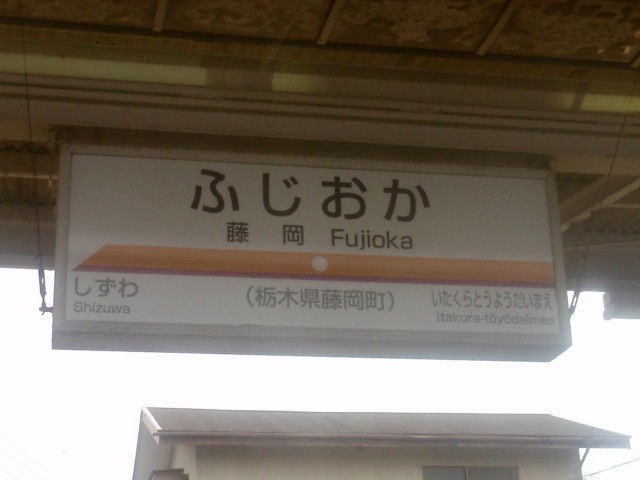 ふじおか
藤岡 Fujioka
しずわ
Shizuwa
(栃木県藤岡町)
いたくらとうようだいまえ
Itakura-tōyōdaimae